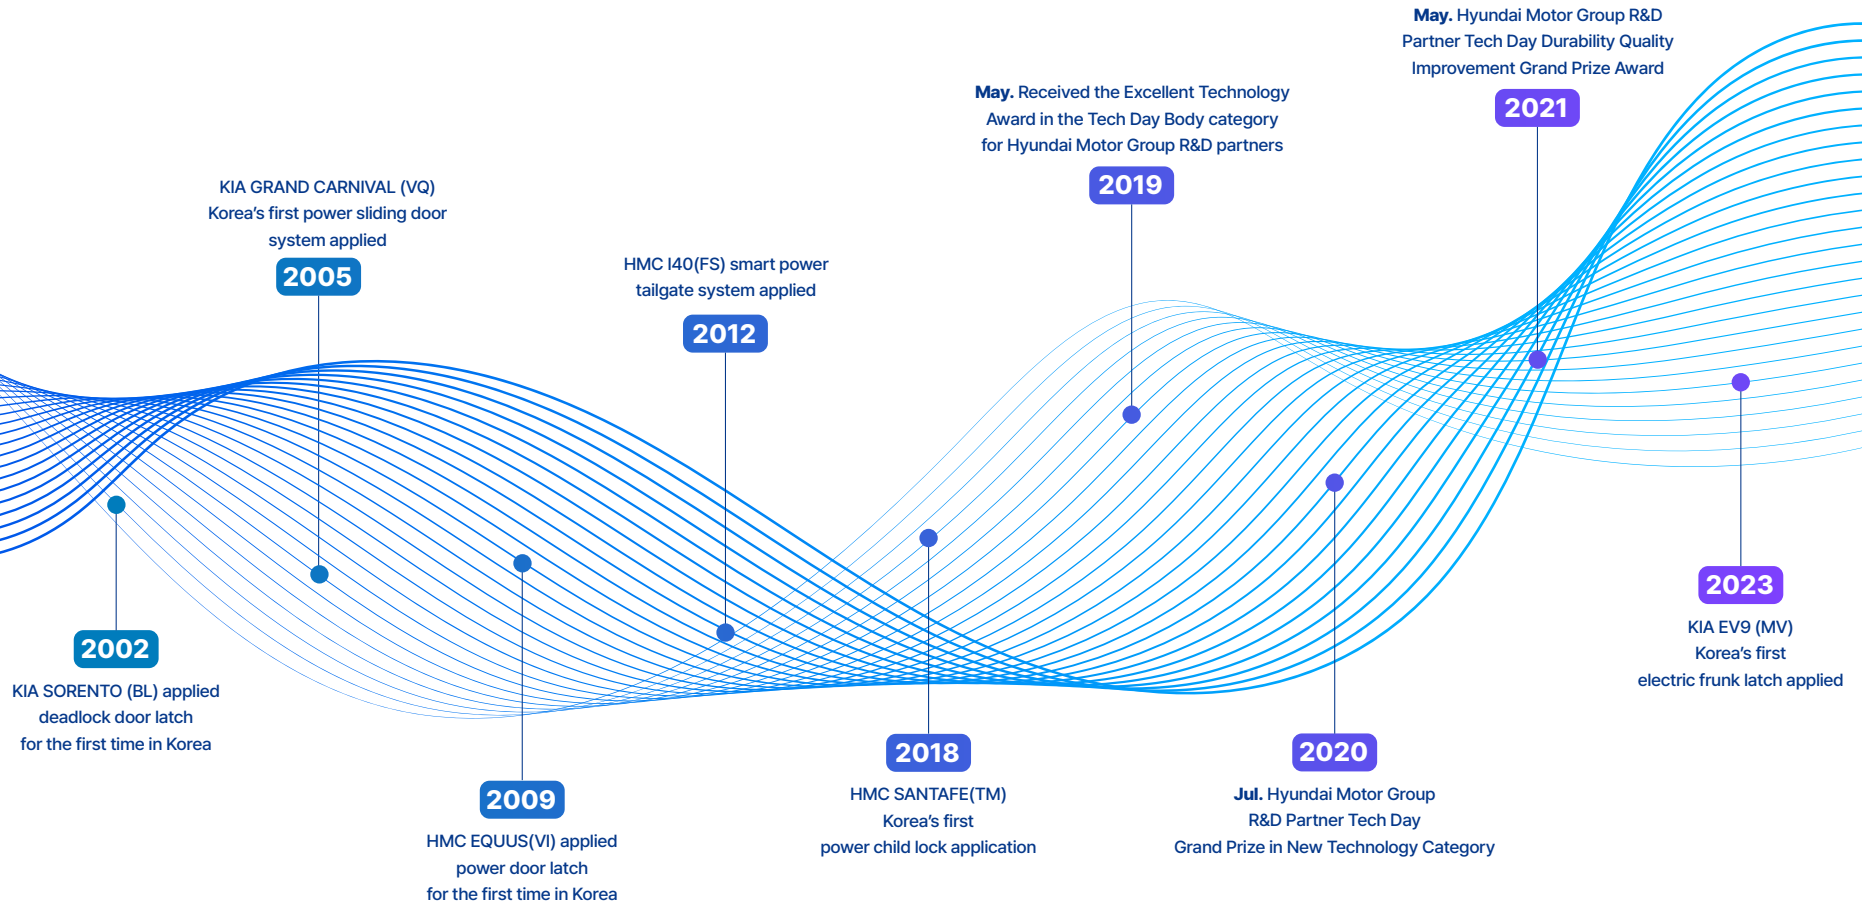 2002
KIA SORENTO (BL) applied
deadlock door latch
for the first time in Korea
KIA GRAND CARNIVAL (VQ)
Korea’s first power sliding door
system applied
2005
2009
HMC EQUUS(VI) applied
power door latch
for the first time in Korea
HMC I40(FS) smart power
tailgate system applied
2012
2018
HMC SANTAFE(TM)
Korea’s first
power child lock application
May. Received the Excellent Technology
Award in the Tech Day Body category
for Hyundai Motor Group R&D partners
2019
2020
Jul. Hyundai Motor Group
R&D Partner Tech Day
Grand Prize in New Technology Category
May. Hyundai Motor Group R&D
Partner Tech Day Durability Quality
Improvement Grand Prize Award
2021
2023
KIA EV9 (MV)
Korea’s first
electric frunk latch applied